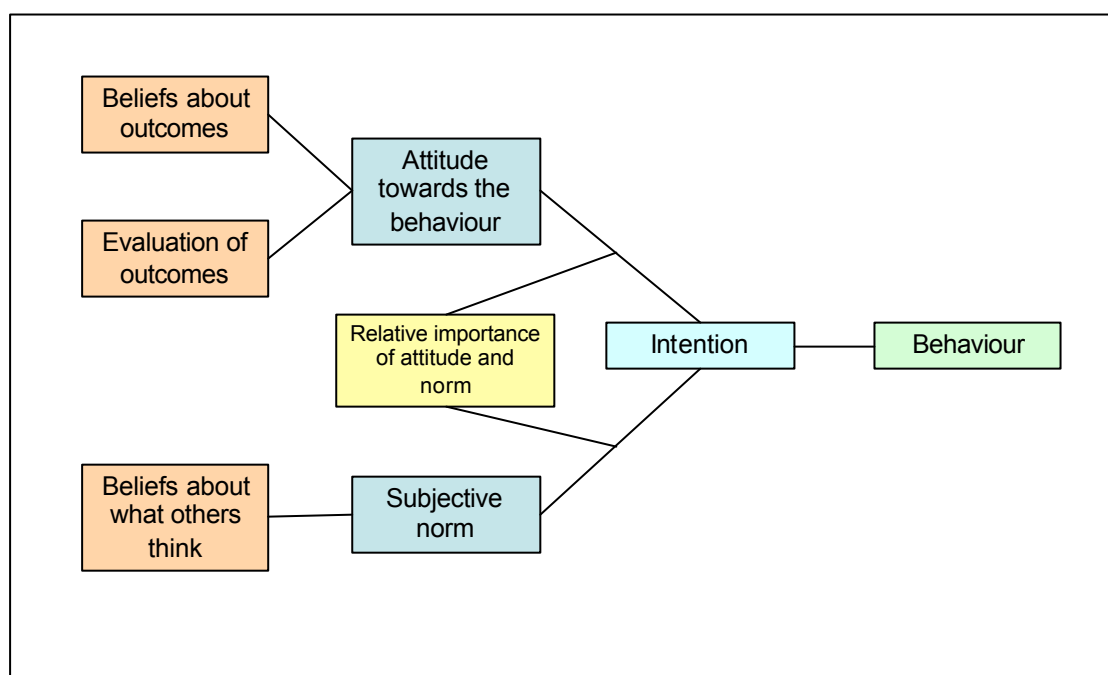 Beliefs about
outcomes
Evaluation of
outcomes
Beliefs about
what others
think
Attitude
towards the
behaviour
Relative importance
of attitude and
norm
Subjective
norm
Intention
Behaviour